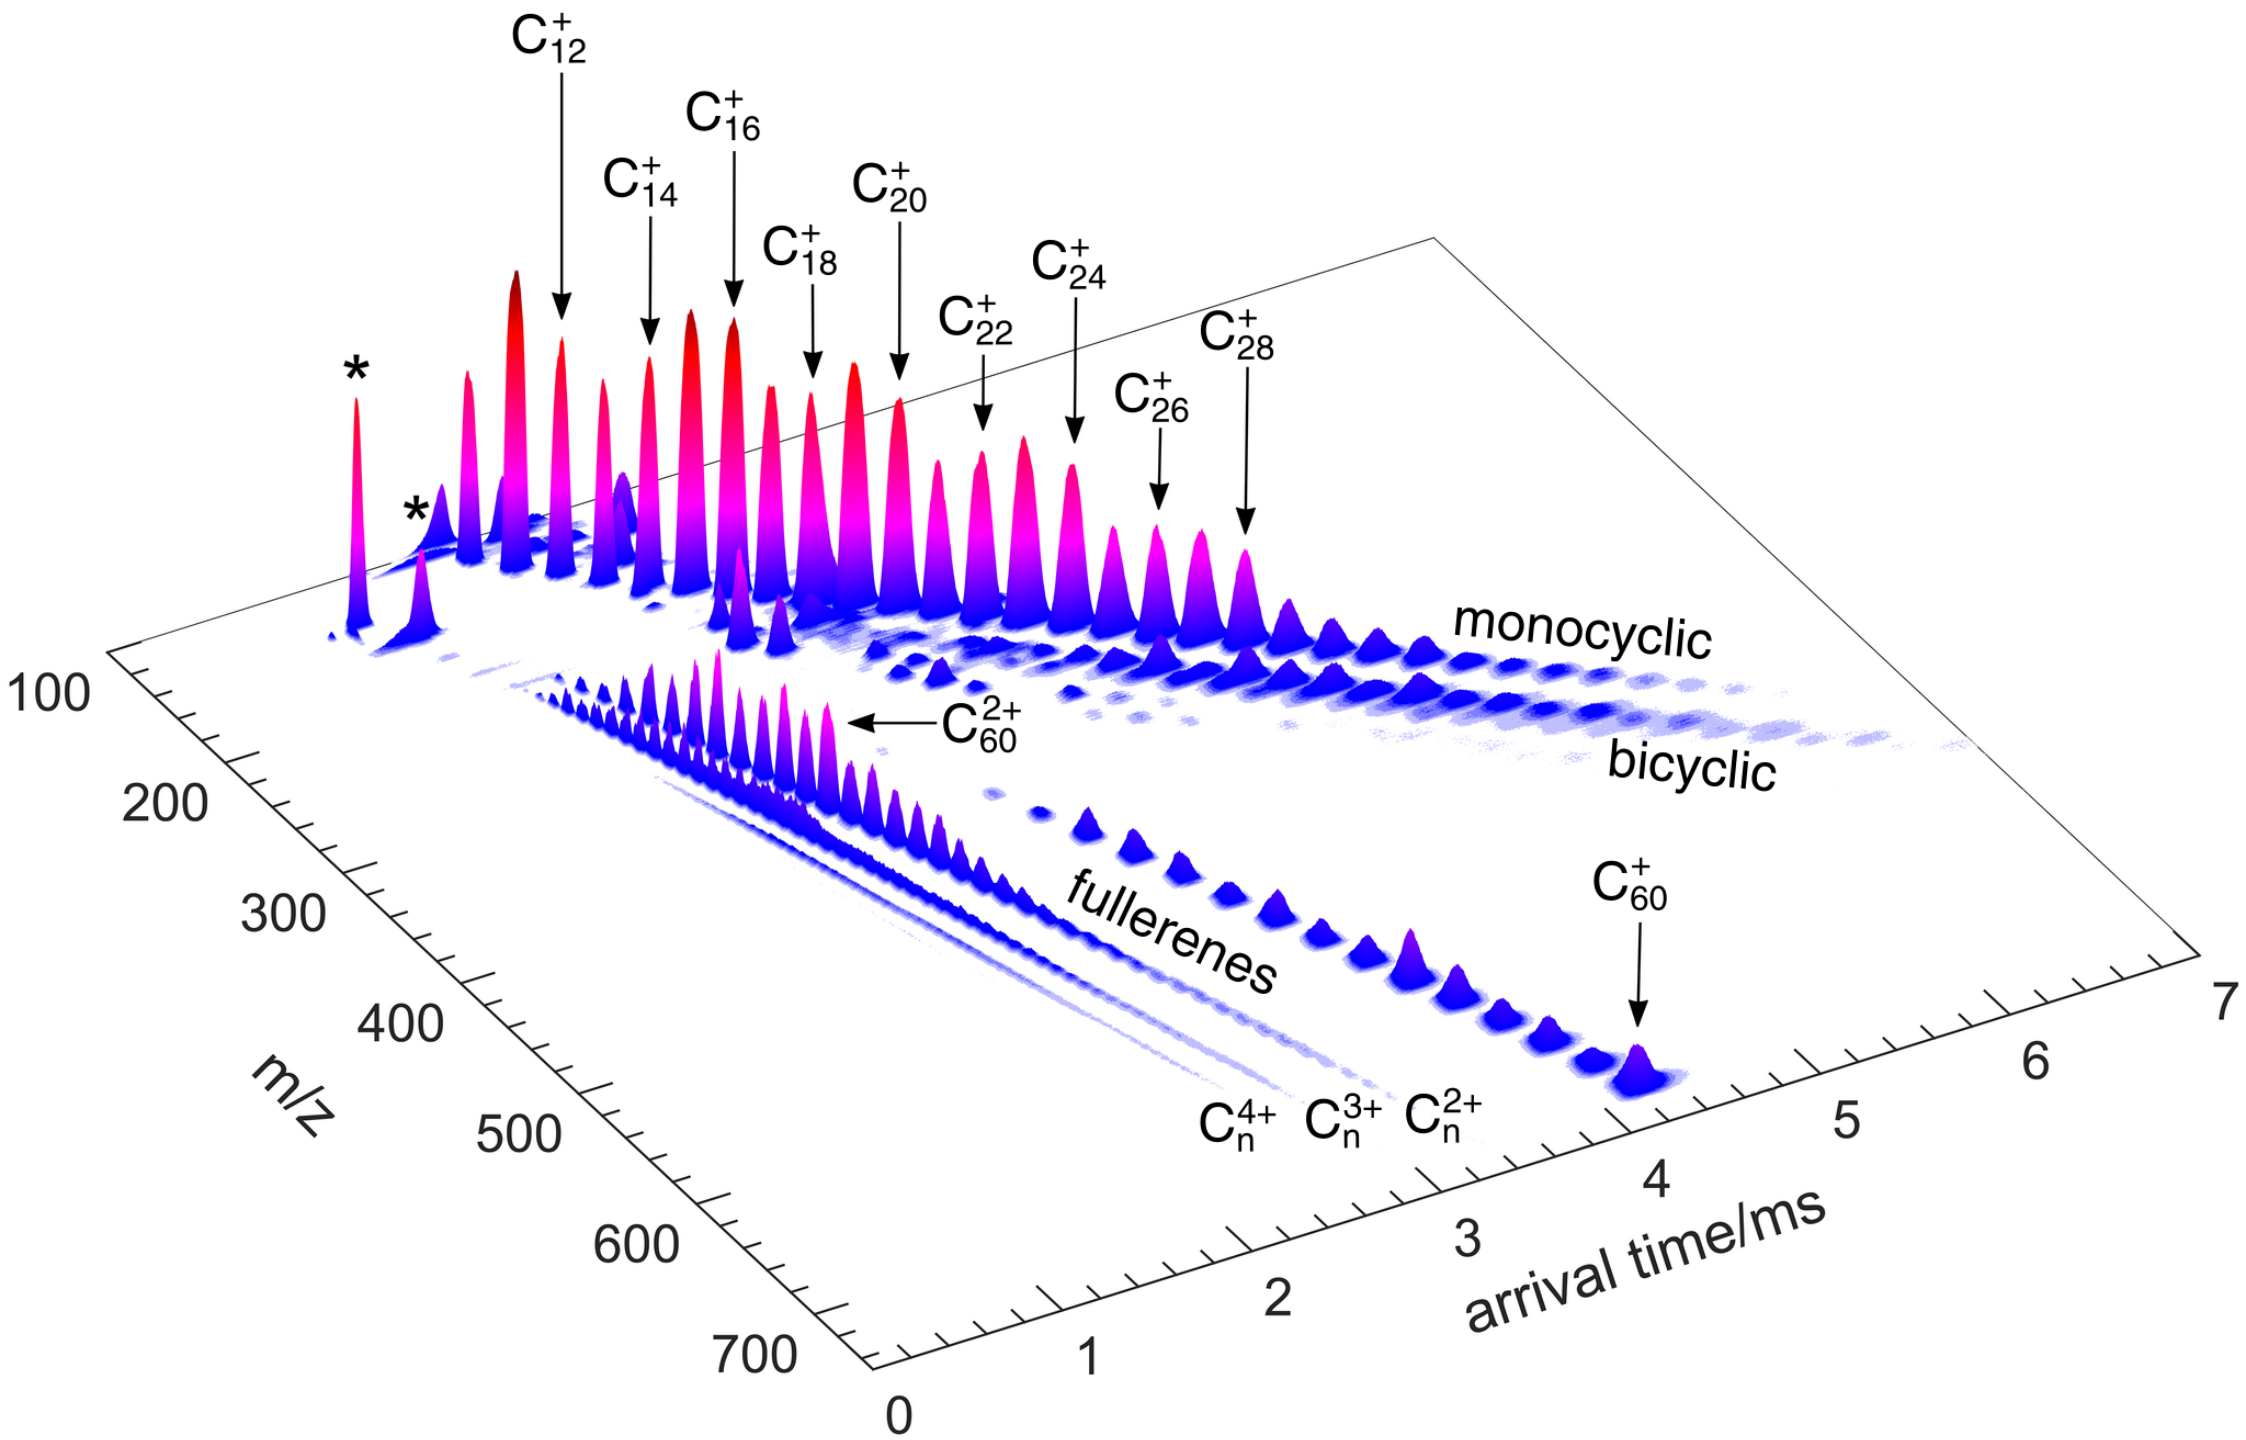 C₁₂⁺
C₁₆⁺
C₁₄⁺
C₂₀⁺
C₁₈⁺
C₂₄⁺
C₂₂⁺
C₂₈⁺
C₂₆⁺
*
*
monocyclic
bicyclic
C₆₀²⁺
fullerenes
C₆₀⁺
Cₙ⁴⁺ Cₙ³⁺ Cₙ²⁺
100
200
300
400
500
600
700
m/z
0
1
2
3
4
5
6
7
arrival time/ms